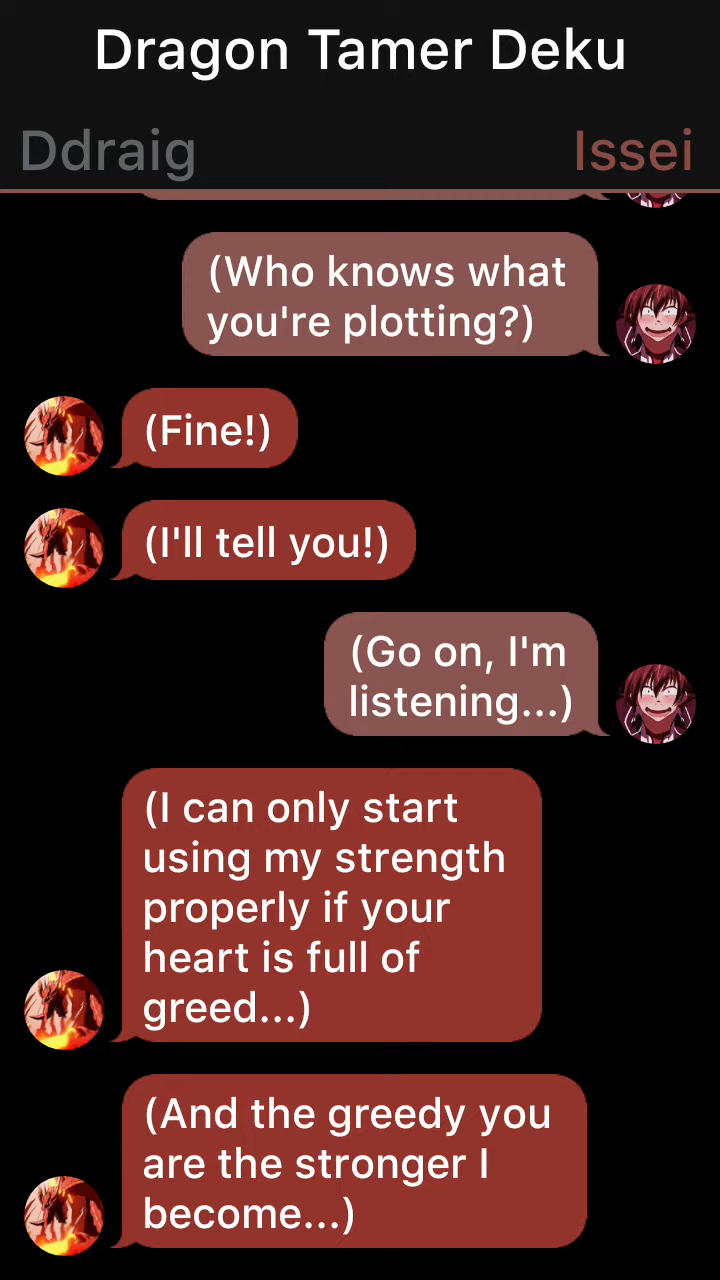 Dragon Tamer Deku
Ddraig
Issei
(Who knows what
you're plotting?)
(Fine!)
(I'll tell you!)
(Go on, I'm
listening...)
(I can only start
using my strength
properly if your
heart is full of
greed...)
(And the greedy you
are the stronger I
become...)